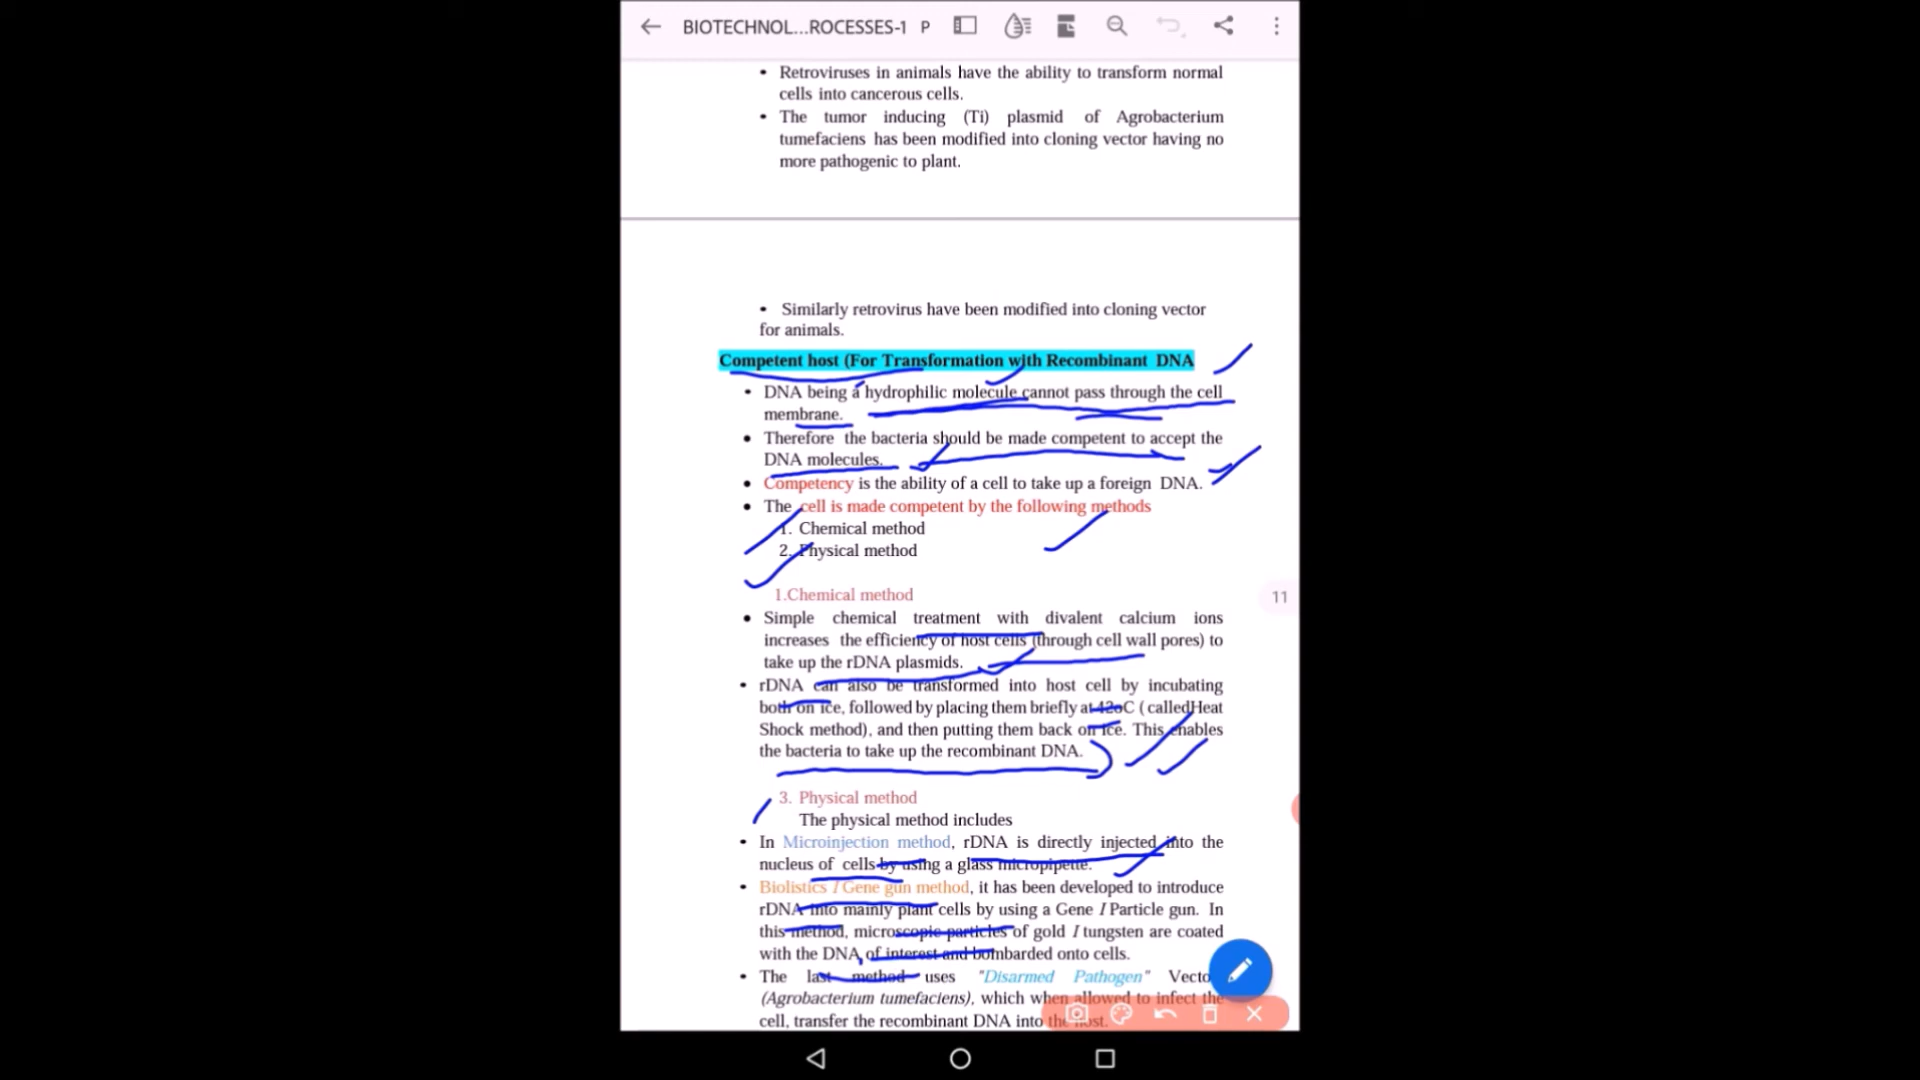 BIOTECHNOL...ROCESSES-1 P
• Retroviruses in animals have the ability to transform normal
cells into cancerous cells.
• The tumor inducing (Ti) plasmid of Agrobacterium
tumefaciens has been modified into cloning vector having no
more pathogenic to plant.
• Similarly retrovirus have been modified into cloning vector
for animals.
Competent host (For Transformation with Recombinant DNA
• DNA being a hydrophilic molecule cannot pass through the cell
membrane.
• Therefore the bacteria should be made competent to accept the
DNA molecules.
• Competency is the ability of a cell to take up a foreign DNA.
• The cell is made competent by the following methods
1. Chemical method
2. Physical method
1.Chemical method
11
• Simple chemical treatment with divalent calcium ions
increases the efficiency of host cells (through cell wall pores) to
take up the rDNA plasmids.
• rDNA can also be transformed into host cell by incubating
both on ice, followed by placing them briefly at 42oC ( calledHeat
Shock method), and then putting them back on ice. This enables
the bacteria to take up the recombinant DNA.
3. Physical method
The physical method includes
• In Microinjection method, rDNA is directly injected into the
nucleus of cells by using a glass micropipette.
• Biolistics I Gene gun method, it has been developed to introduce
rDNA into mainly plant cells by using a Gene I Particle gun. In
this method, microscopic particles of gold I tungsten are coated
with the DNA of interest and bombarded onto cells.
• The last method uses "Disarmed Pathogen" Vecto
(Agrobacterium tumefaciens), which when allowed to infect the
cell, transfer the recombinant DNA into the host.